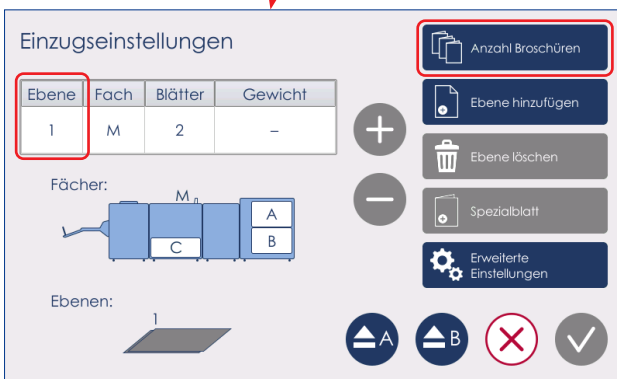 Einzugseinstellungen
Anzahl Broschüren
Ebene Fach Blätter Gewicht
1 M 2 –
Ebene hinzufügen
Ebene löschen
Fächer:
M
A
B
C
Spezialblatt
Erweiterte
Einstellungen
Ebenen:
1
A
B